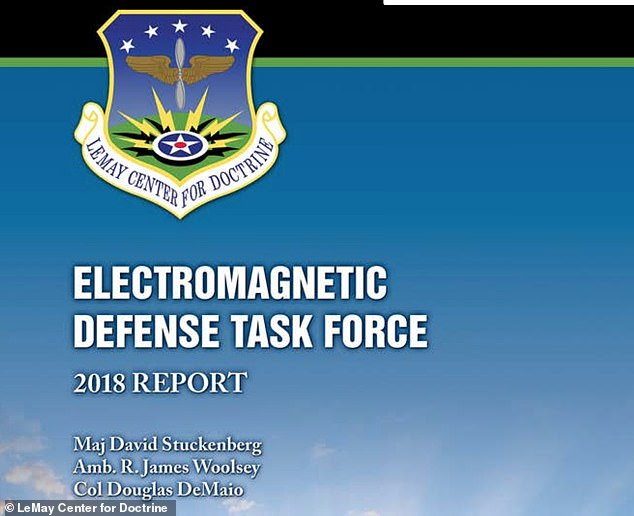 LEMAY CENTER FOR DOCTRINE
ELECTROMAGNETIC
DEFENSE TASK FORCE
2018 REPORT
Maj David Stuckenberg
Amb. R. James Woolsey
Col Douglas DeMaio
© LeMay Center for Doctrine